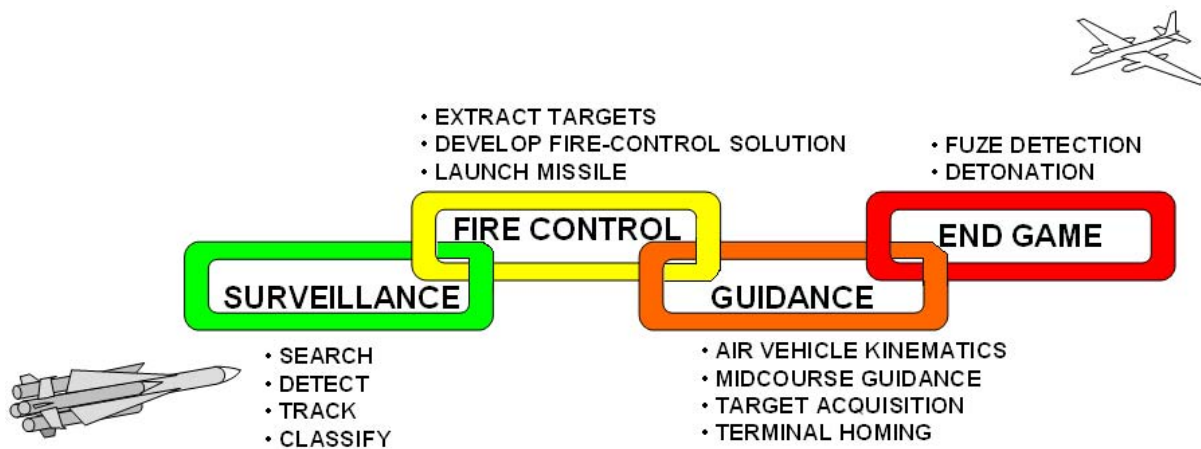 • EXTRACT TARGETS
• DEVELOP FIRE-CONTROL SOLUTION
• LAUNCH MISSILE
• FUZE DETECTION
• DETONATION
FIRE CONTROL
END GAME
SURVEILLANCE
GUIDANCE
• SEARCH
• DETECT
• TRACK
• CLASSIFY
• AIR VEHICLE KINEMATICS
• MIDCOURSE GUIDANCE
• TARGET ACQUISITION
• TERMINAL HOMING